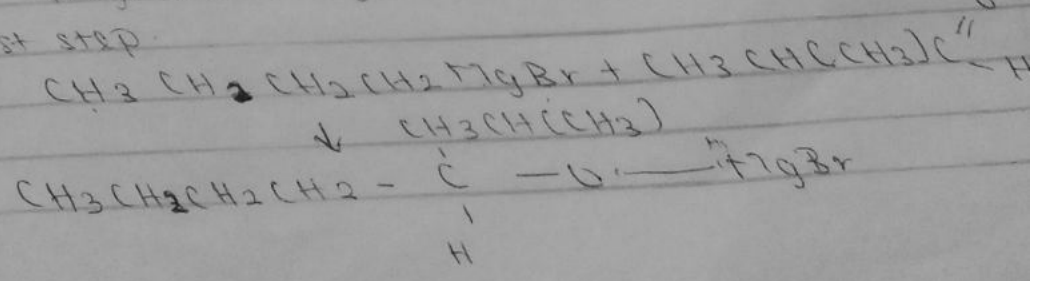 st step.
CH3 CH2 CH2 CH2 MgBr + CH3 CH(CH3)C
H
CH3CH(CH3)
CH3CH2CH2CH2 - C - O - MgBr
H